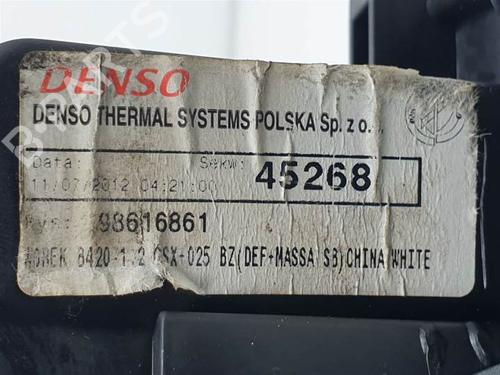 DENSO
DENSO THERMAL SYSTEMS POLSKA Sp. z o.
Data: Sekw:
11/07/2012 04:21:00 45268
98616861
8420-1.2 CSX-025 BZ(DEF+MASSA SB)CHINA WHITE
B-PARTS